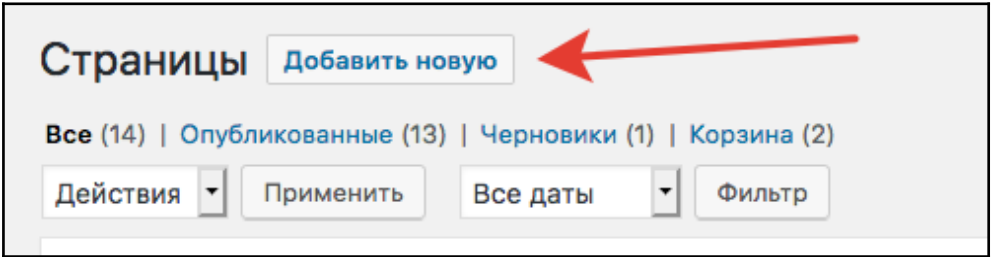 Страницы Добавить новую
Все (14) | Опубликованные (13) | Черновики (1) | Корзина (2)
Действия Применить Все даты Фильтр